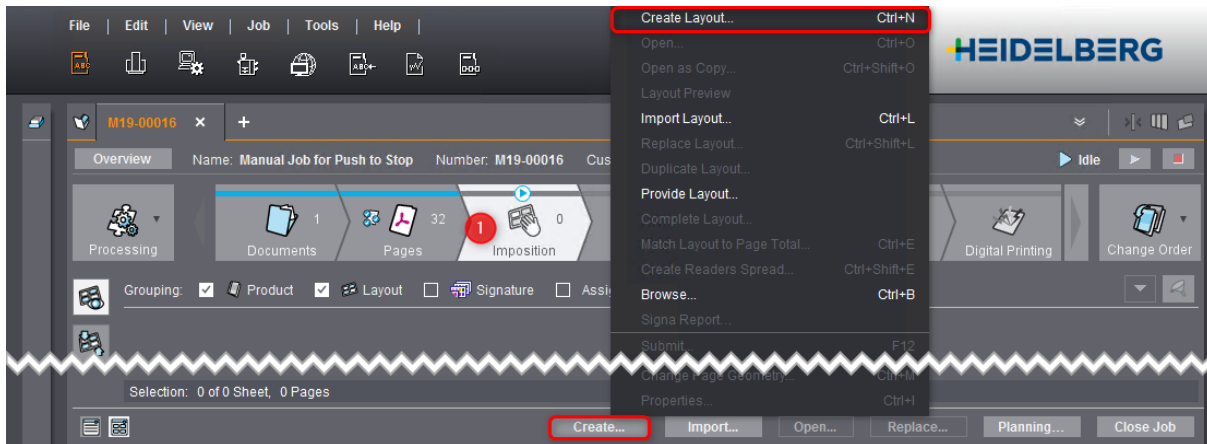 File | Edit | View | Job | Tools | Help |
HEIDELBERG
M19-00016 × +
Overview Name: Manual Job for Push to Stop Number: M19-00016 Cus
Idle
Processing
1
Documents
32
Pages
1
0
Imposition
Digital Printing
Change Order
Grouping: Product Layout Signature Assi
Selection: 0 of 0 Sheet, 0 Pages
Create Layout... Ctrl+N
Open... Ctrl+O
Open as Copy... Ctrl+Shift+O
Layout Preview
Import Layout... Ctrl+L
Replace Layout... Ctrl+Shift+L
Duplicate Layout...
Provide Layout...
Complete Layout...
Match Layout to Page Total... Ctrl+E
Create Readers Spread... Ctrl+Shift+E
Browse... Ctrl+B
Signa Report...
Submit... F12
Change Page Geometry... Ctrl+M
Properties... Ctrl+I
Create... Import... Open... Replace... Planning... Close Job